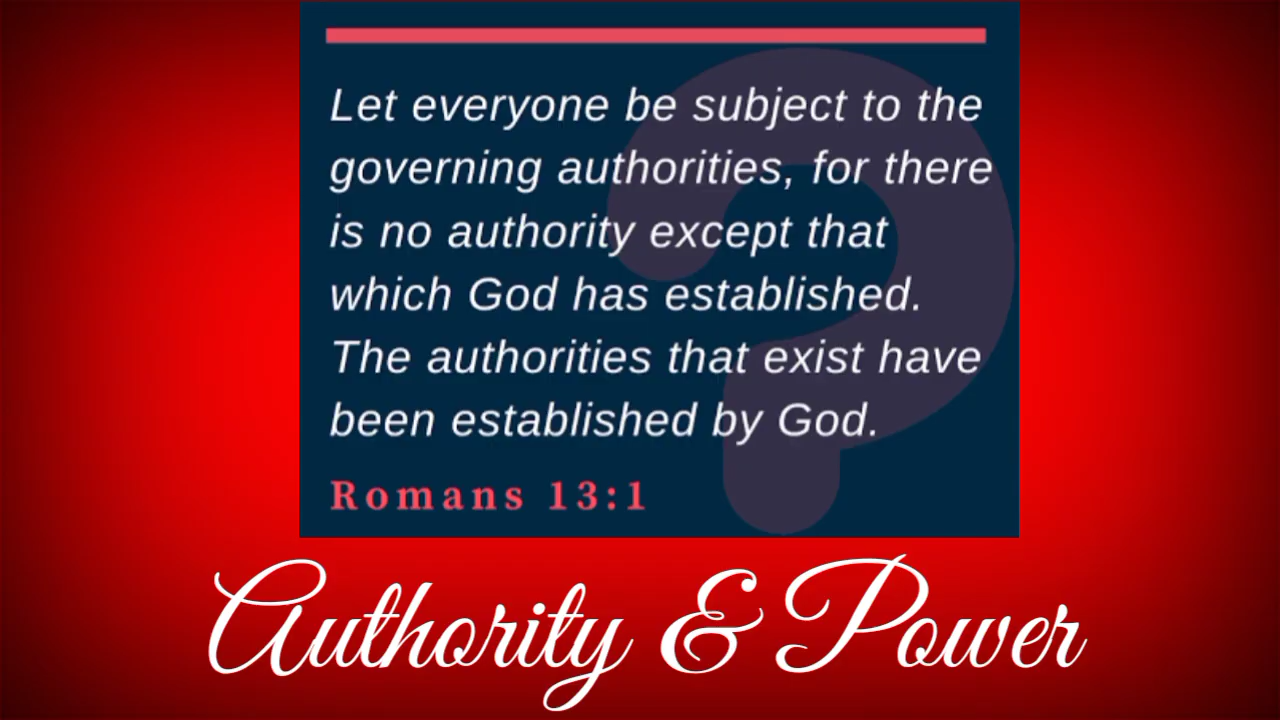 Let everyone be subject to the
governing authorities, for there
is no authority except that
which God has established.
The authorities that exist have
been established by God.
Romans 13:1
Authority & Power